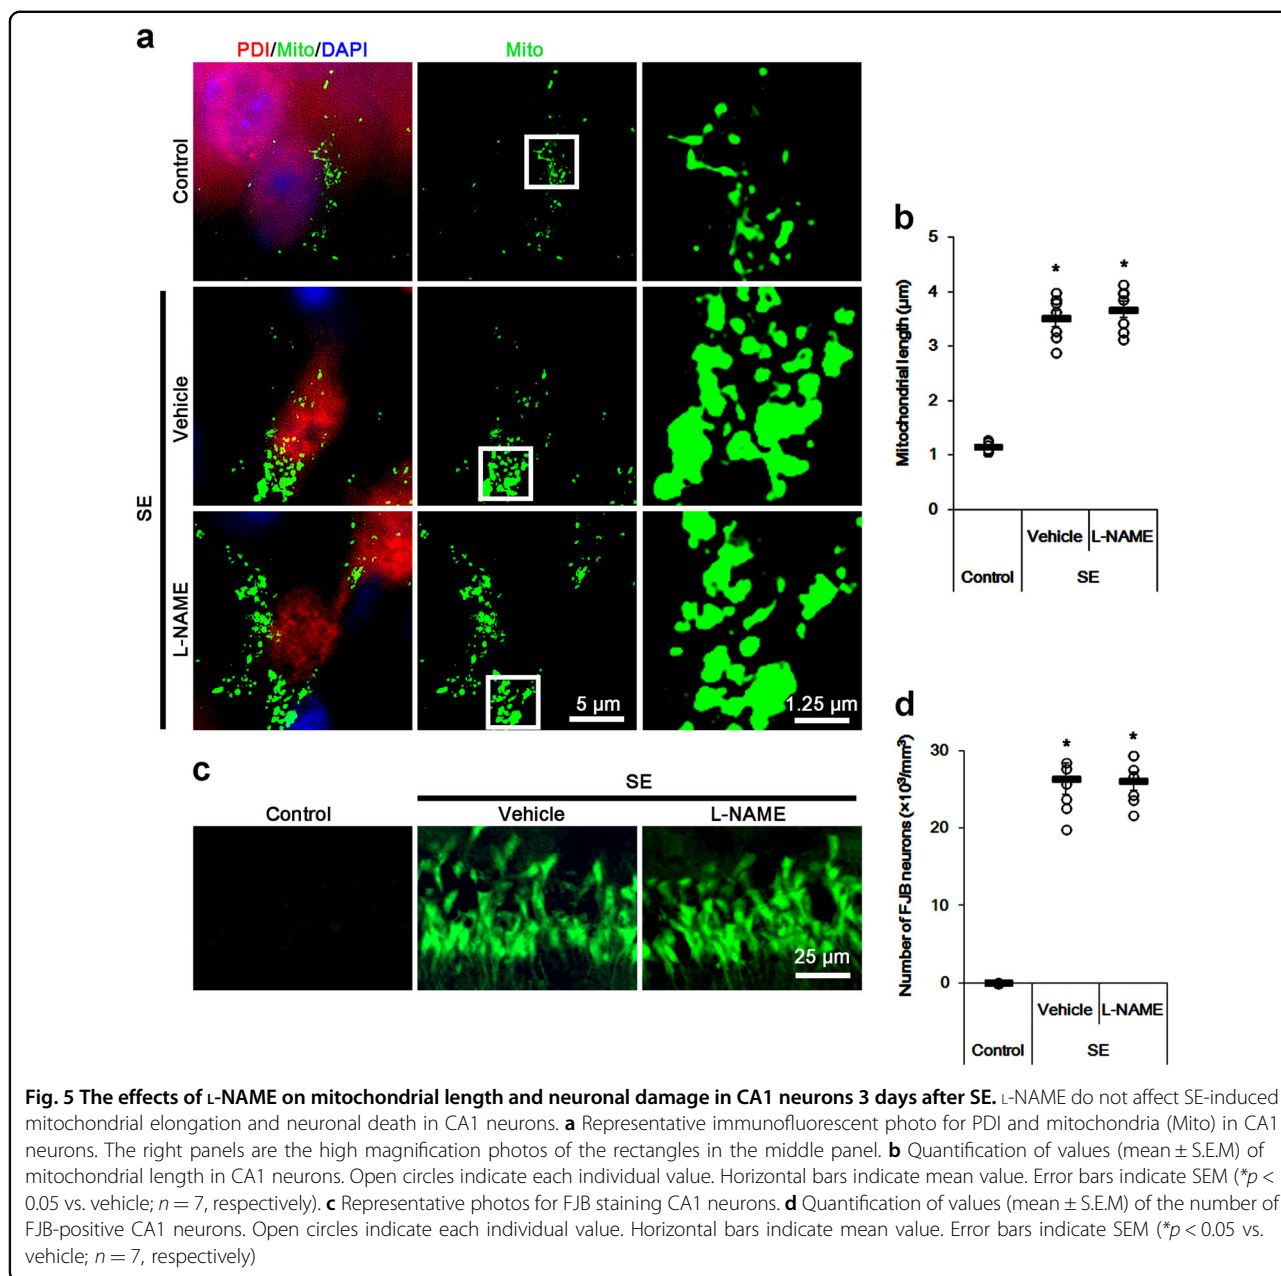 a
PDI/Mito/DAPI
Mito
Control
SE
Vehicle
L-NAME
5 µm
1.25 µm
b
Mitochondrial length (µm)
5
4
3
2
1
0
*
*
Vehicle
L-NAME
Control
SE
c
SE
Control
Vehicle
L-NAME
25 µm
d
Number of FJB neurons (×10³/mm³)
30
20
10
0
*
*
Vehicle
L-NAME
Control
SE
Fig. 5 The effects of L-NAME on mitochondrial length and neuronal damage in CA1 neurons 3 days after SE. L-NAME do not affect SE-induced
mitochondrial elongation and neuronal death in CA1 neurons. a Representative immunofluorescent photo for PDI and mitochondria (Mito) in CA1
neurons. The right panels are the high magnification photos of the rectangles in the middle panel. b Quantification of values (mean ± S.E.M) of
mitochondrial length in CA1 neurons. Open circles indicate each individual value. Horizontal bars indicate mean value. Error bars indicate SEM (*p <
0.05 vs. vehicle; n = 7, respectively). c Representative photos for FJB staining CA1 neurons. d Quantification of values (mean ± S.E.M) of the number of
FJB-positive CA1 neurons. Open circles indicate each individual value. Horizontal bars indicate mean value. Error bars indicate SEM (*p < 0.05 vs.
vehicle; n = 7, respectively)